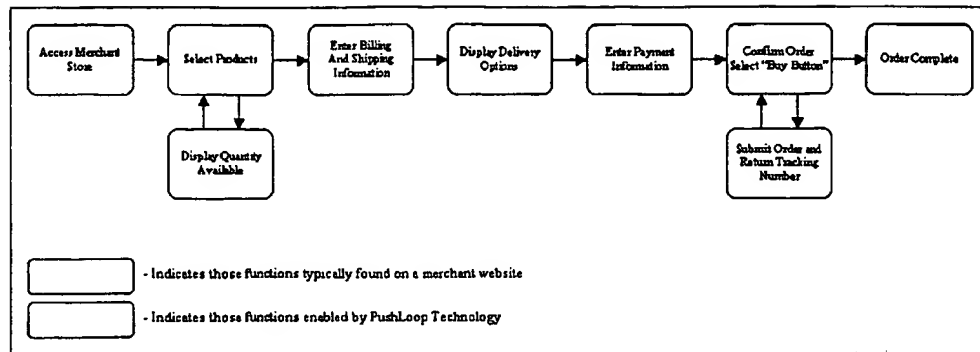 Access Merchant
Store
Select Products
Enter Billing
And Shipping
Information
Display Delivery
Options
Enter Payment
Information
Confirm Order
Select "Buy Button"
Order Complete
Display Quantity
Available
Submit Order and
Return Tracking
Number
- Indicates those functions typically found on a merchant website
- Indicates those functions enabled by PushLoop Technology